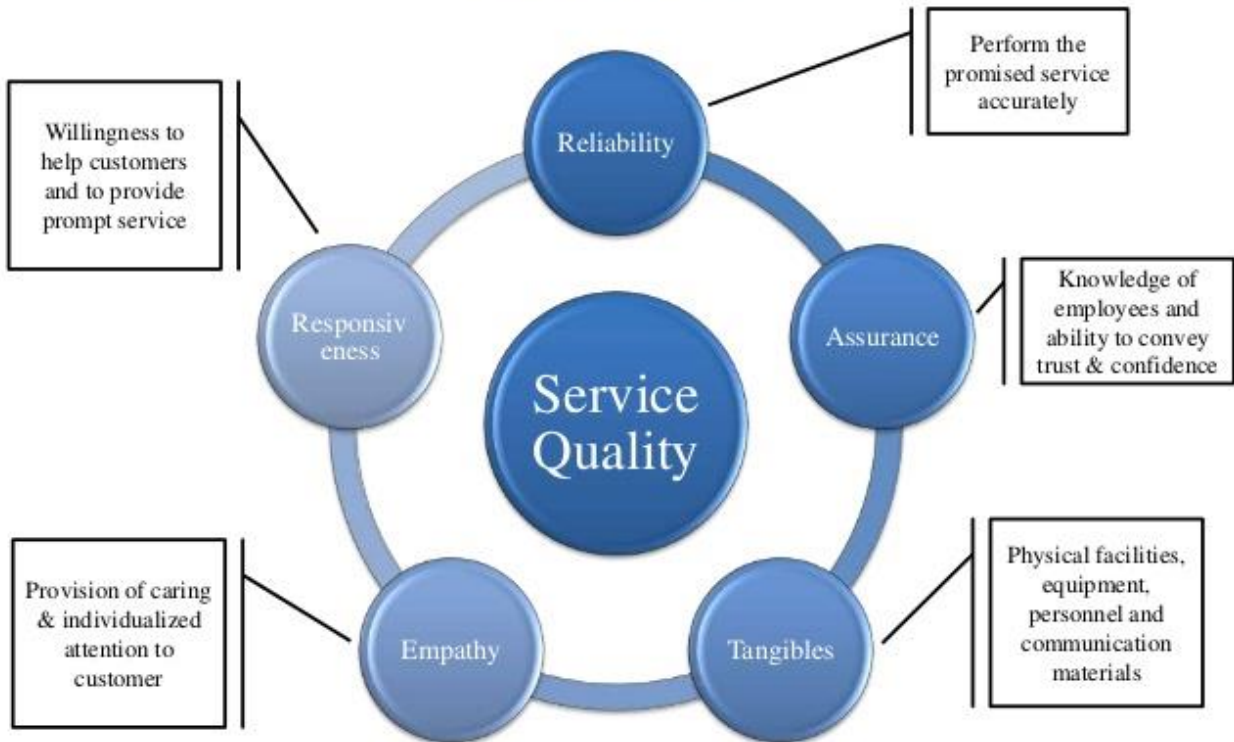 Reliability
Perform the
promised service
accurately
Assurance
Knowledge of
employees and
ability to convey
trust & confidence
Tangibles
Physical facilities,
equipment,
personnel and
communication
materials
Empathy
Provision of caring
& individualized
attention to
customer
Responsiv
eness
Willingness to
help customers
and to provide
prompt service
Service
Quality